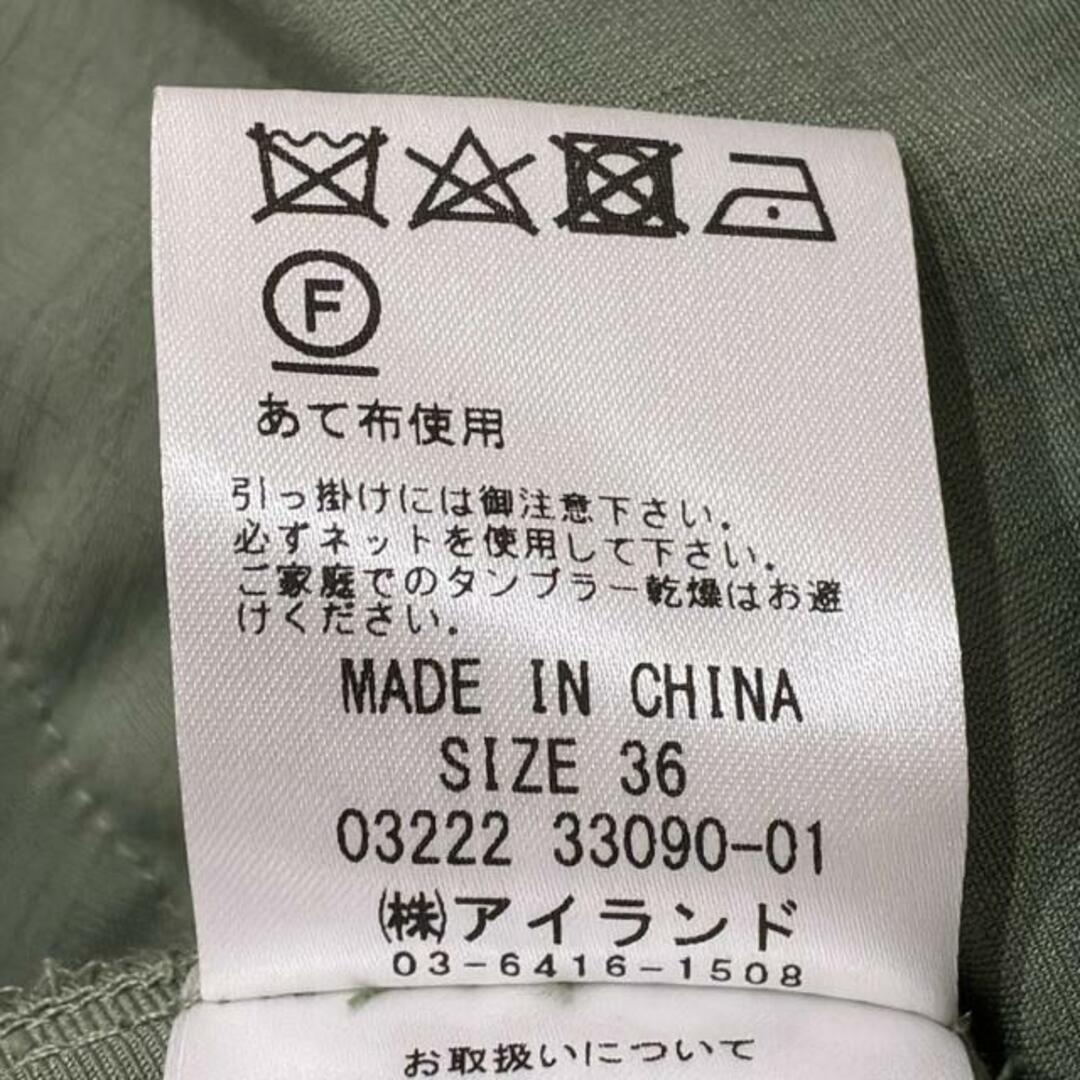 F
あて布使用
引っ掛けには御注意下さい.
必ずネットを使用して下さい.
ご家庭でのタンブラー乾燥はお避
けください.
MADE IN CHINA
SIZE 36
03222 33090-01
㈱アイランド
03-6416-1508
お取扱いについて